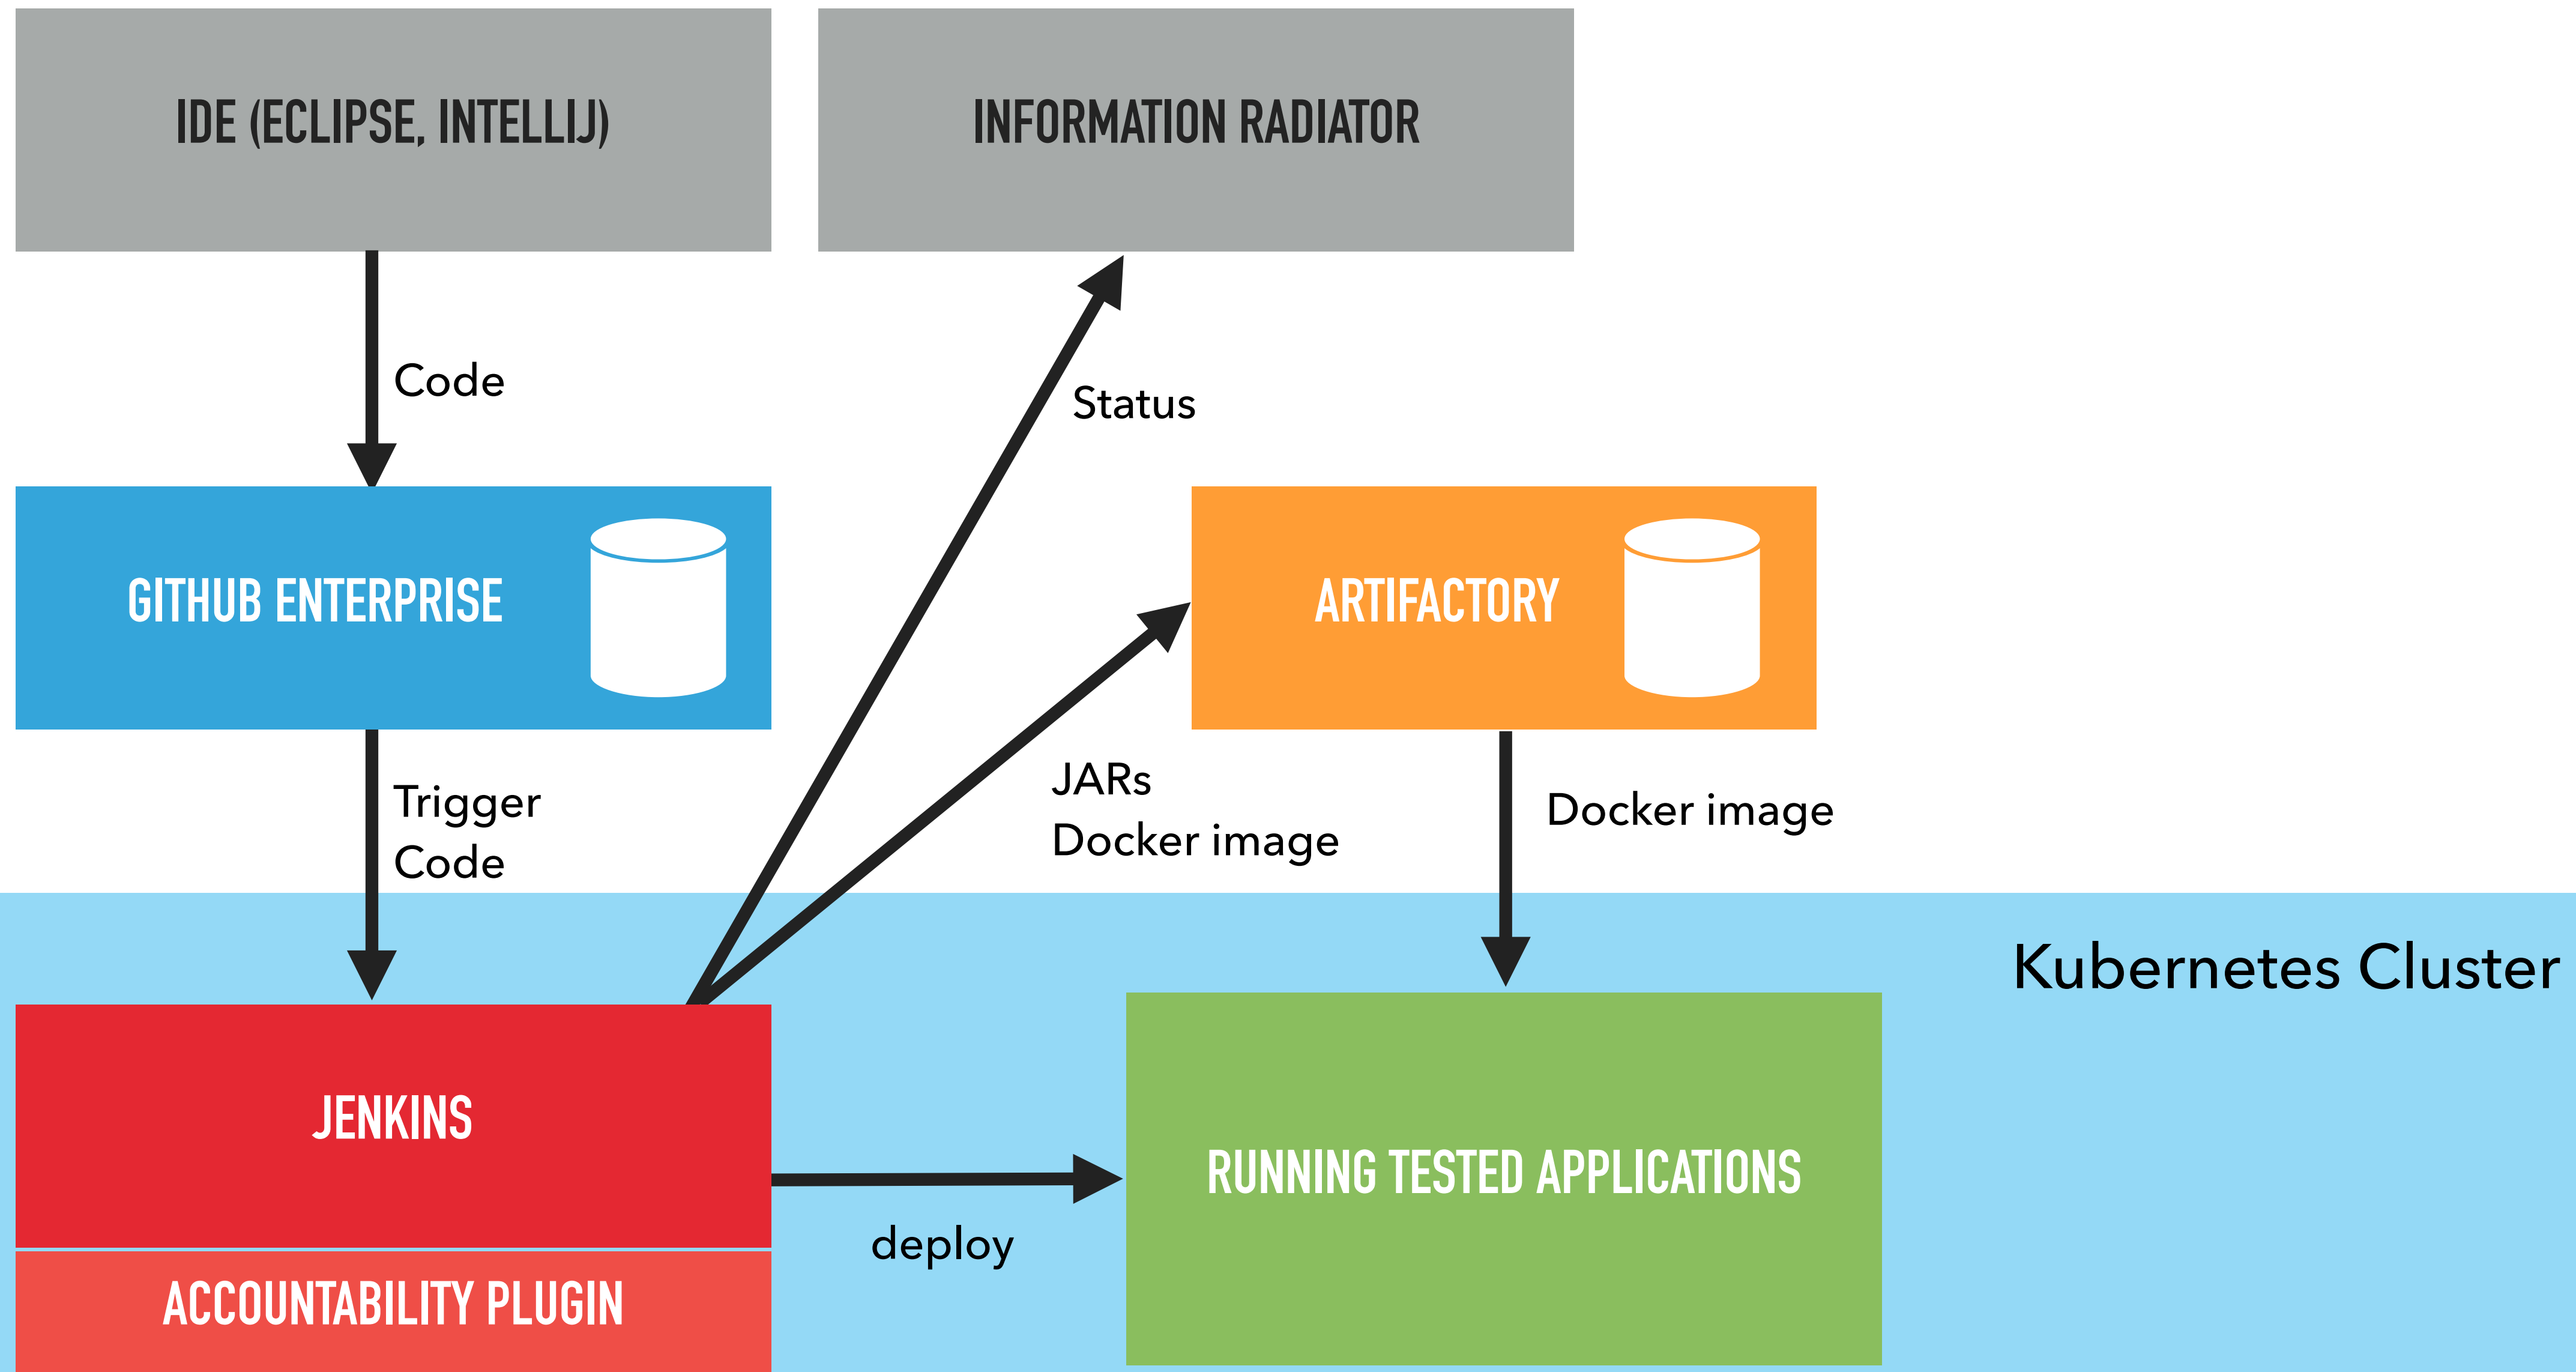 IDE (ECLIPSE, INTELLIJ)
INFORMATION RADIATOR
Code
Status
GITHUB ENTERPRISE
ARTIFACTORY
Trigger
Code
JARs
Docker image
Docker image
Kubernetes Cluster
JENKINS
RUNNING TESTED APPLICATIONS
deploy
ACCOUNTABILITY PLUGIN